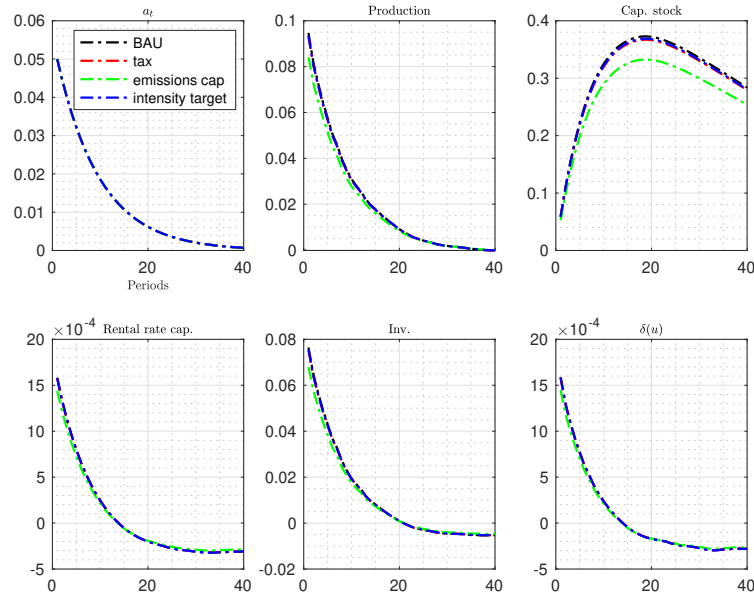 a_t
0.06
0.05
0.04
0.03
0.02
0.01
0
0 20 40
Periods
BAU
tax
emissions cap
intensity target
Production
0.1
0.08
0.06
0.04
0.02
0
0 20 40
Cap. stock
0.4
0.3
0.2
0.1
0
0 20 40
×10^-4
Rental rate cap.
20
15
10
5
0
-5
0 20 40
Inv.
0.08
0.06
0.04
0.02
0
-0.02
0 20 40
×10^-4
δ(u)
20
15
10
5
0
-5
0 20 40